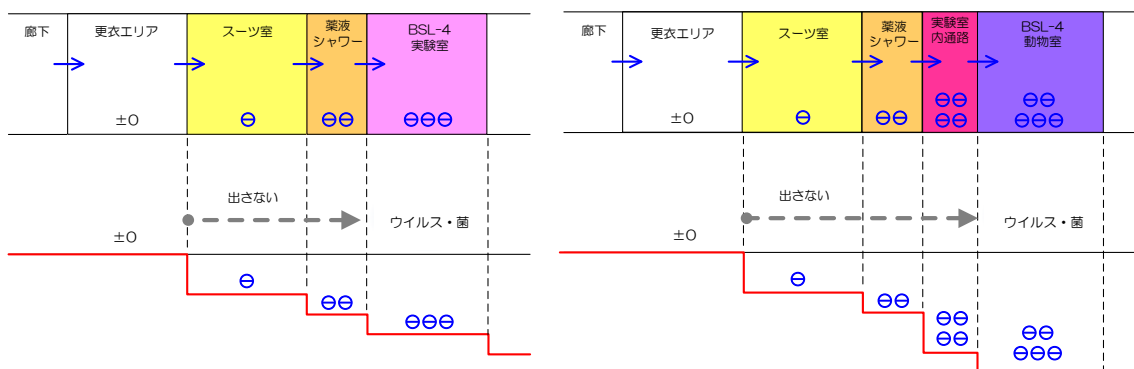 廊下
更衣エリア
スーツ室
薬液
シャワー
BSL-4
実験室
±0
⊖
⊖⊖
⊖⊖⊖
出さない
ウイルス・菌
±0
⊖
⊖⊖
⊖⊖⊖
廊下
更衣エリア
スーツ室
薬液
シャワー
実験室
内通路
BSL-4
動物室
±0
⊖
⊖⊖
⊖⊖
⊖⊖
⊖⊖
⊖⊖⊖
出さない
ウイルス・菌
±0
⊖
⊖⊖
⊖⊖
⊖⊖
⊖⊖
⊖⊖⊖